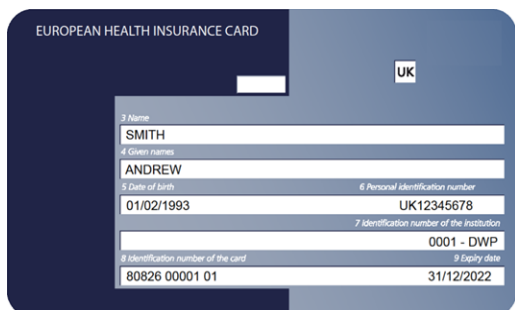 EUROPEAN HEALTH INSURANCE CARD
UK
3 Name
SMITH
4 Given names
ANDREW
5 Date of birth 6 Personal identification number
01/02/1993 UK12345678
7 Identification number of the institution
0001 - DWP
8 Identification number of the card 9 Expiry date
80826 00001 01 31/12/2022